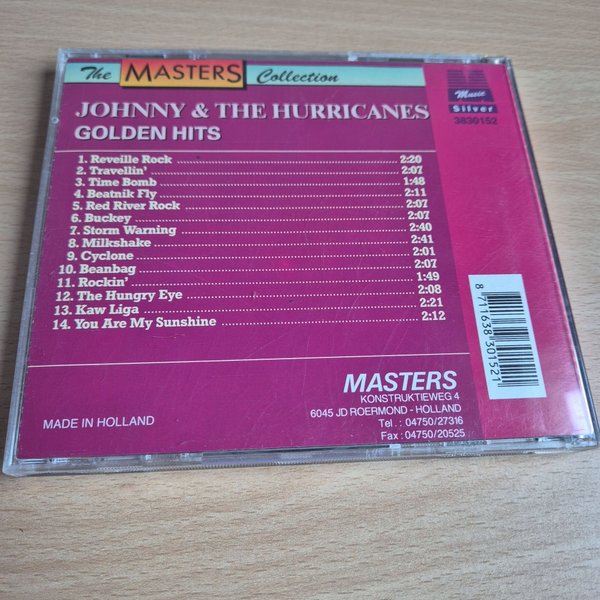 The MASTERS Collection
M
Music
Silver
3830152
JOHNNY & THE HURRICANES
GOLDEN HITS
1. Reveille Rock 2:20
2. Travellin' 2:07
3. Time Bomb 1:48
4. Beatnik Fly 2:11
5. Red River Rock 2:07
6. Buckey 2:07
7. Storm Warning 2:40
8. Milkshake 2:41
9. Cyclone 2:01
10. Beanbag 2:07
11. Rockin' 1:49
12. The Hungry Eye 2:08
13. Kaw Liga 2:21
14. You Are My Sunshine 2:12
8 711638 301521
MASTERS
KONSTRUKTIEWEG 4
6045 JD ROERMOND - HOLLAND
Tel. : 04750/27316
Fax : 04750/20525
MADE IN HOLLAND